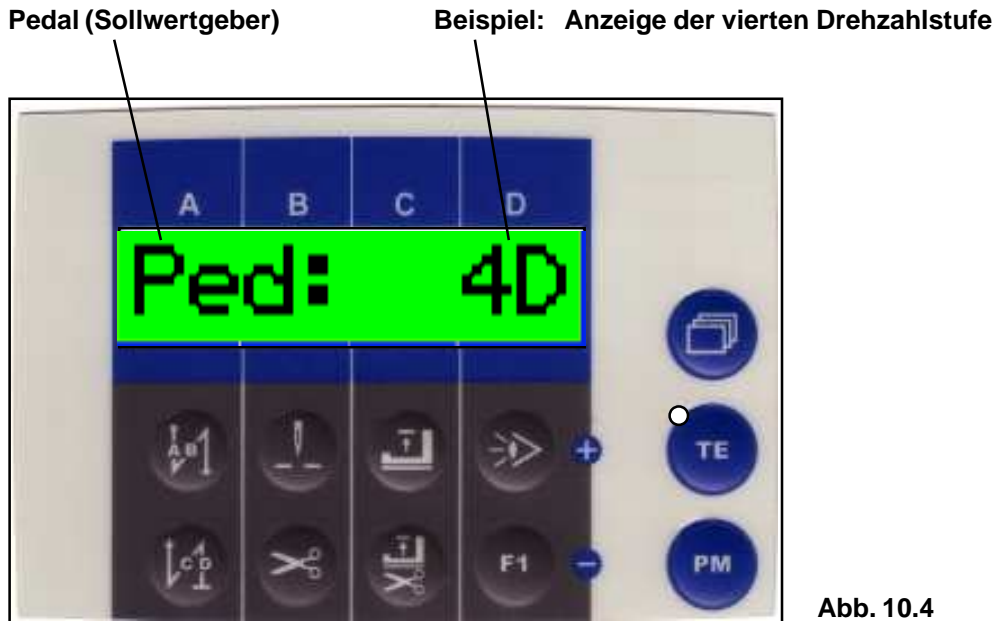 Pedal (Sollwertgeber) Beispiel: Anzeige der vierten Drehzahlstufe
A B C D
Ped: 4D
A B
+
TE
C D
F1
-
PM
Abb. 10.4